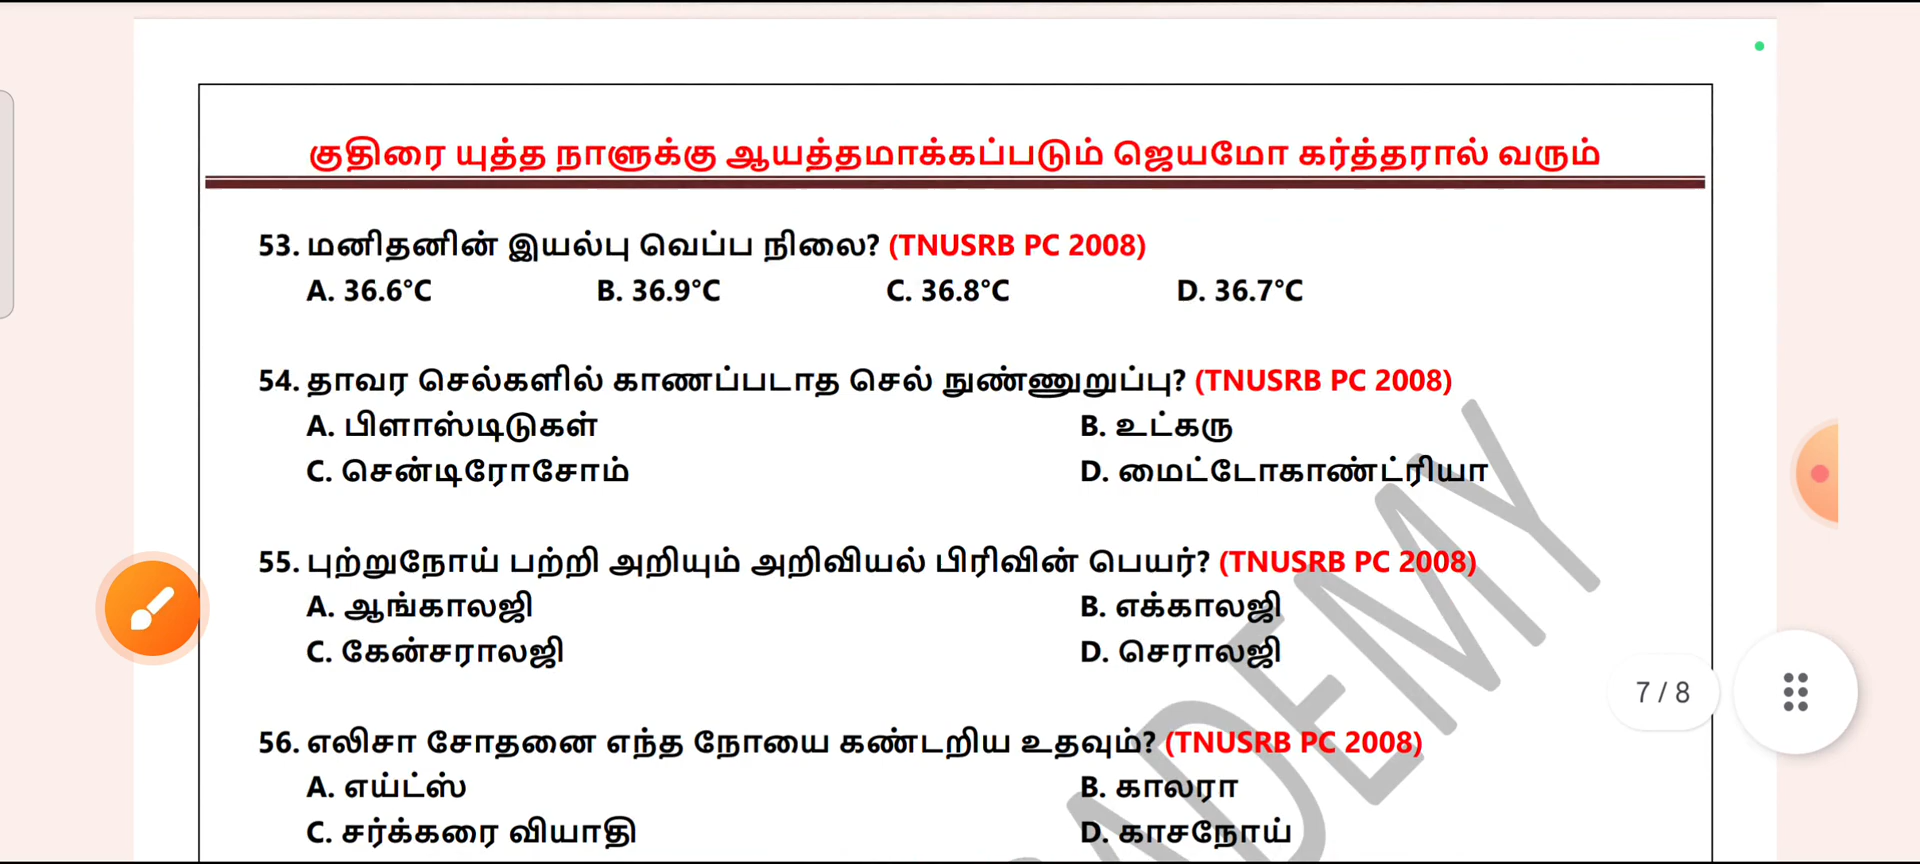 குதிரை யுத்த நாளுக்கு ஆயத்தமாக்கப்படும் ஜெயமோ கர்த்தரால் வரும்
53. மனிதனின் இயல்பு வெப்ப நிலை? (TNUSRB PC 2008)
A. 36.6°C B. 36.9°C C. 36.8°C D. 36.7°C
54. தாவர செல்களில் காணப்படாத செல் நுண்ணுறுப்பு? (TNUSRB PC 2008)
A. பிளாஸ்டிடுகள் B. உட்கரு
C. சென்டிரோசோம் D. மைட்டோகாண்ட்ரியா
55. புற்றுநோய் பற்றி அறியும் அறிவியல் பிரிவின் பெயர்? (TNUSRB PC 2008)
A. ஆங்காலஜி B. எக்காலஜி
C. கேன்சராலஜி D. செராலஜி
7 / 8
56. எலிசா சோதனை எந்த நோயை கண்டறிய உதவும்? (TNUSRB PC 2008)
A. எய்ட்ஸ் B. காலரா
C. சர்க்கரை வியாதி D. காசநோய்
ADEMY